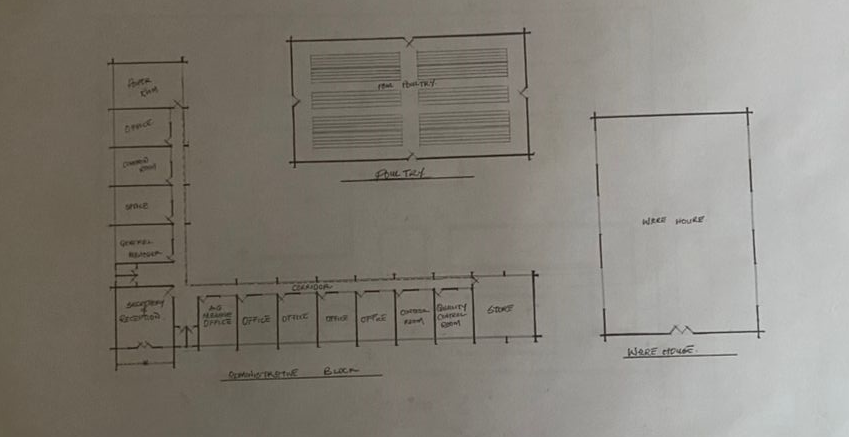 POWER
ROOM
OFFICE
CONTROL
ROOM
OFFICE
GENERAL
MANAGER
SECRETARY
&
RECEPTION
POULTRY
POULTRY
WARE HOUSE
WARE HOUSE.
CORRIDOR
MANAGER
OFFICE
OFFICE
OFFICE
OFFICE
OFFICE
CONTROL
ROOM
QUALITY
CONTROL
ROOM
STORE
ADMINISTRATIVE BLOCK